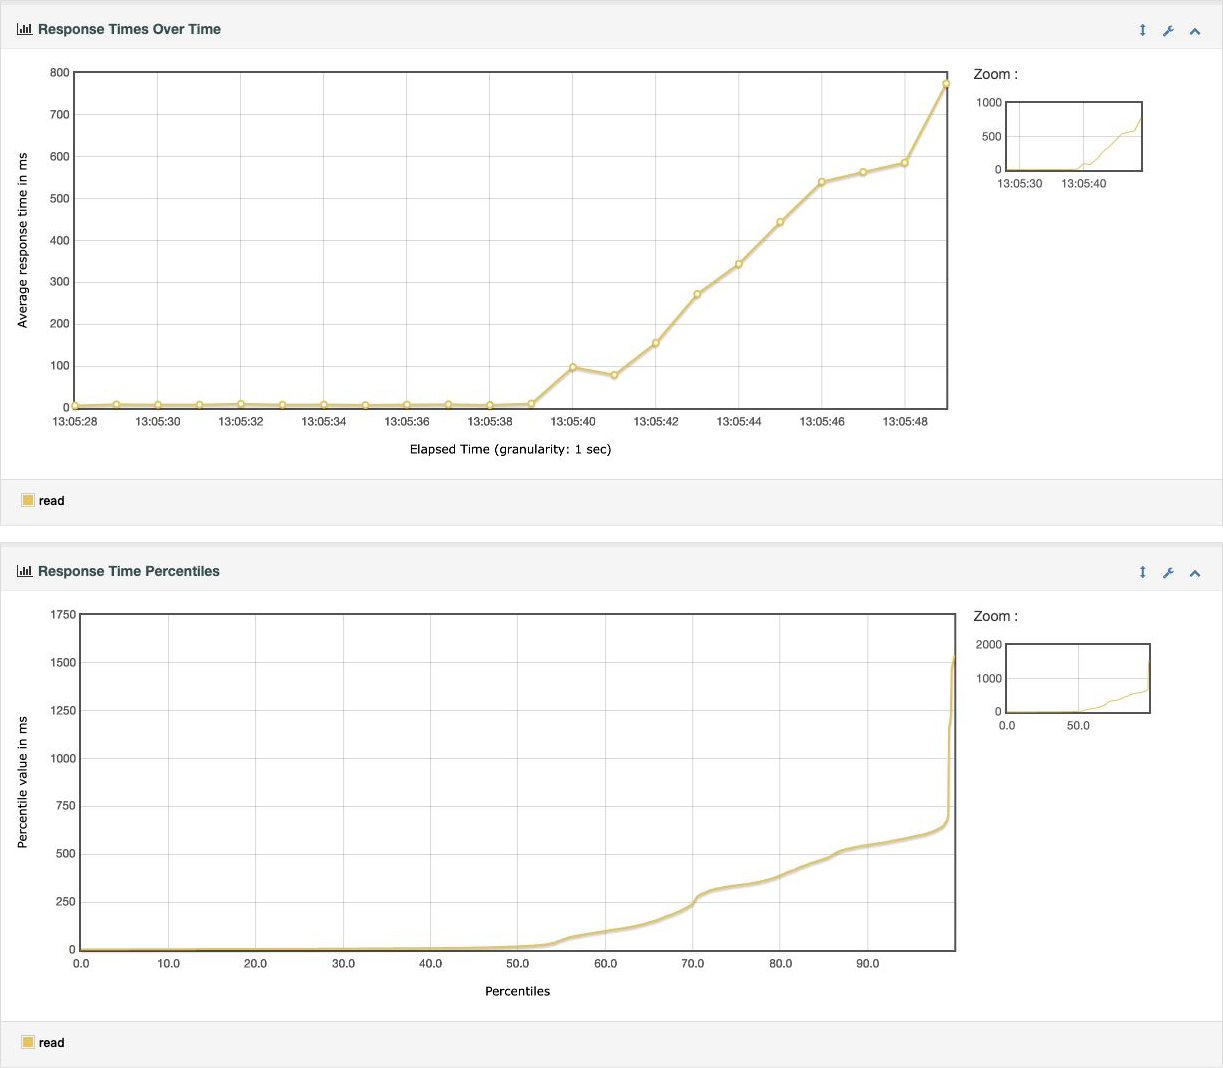 Response Times Over Time
Zoom :
800
700
600
500
400
300
200
100
0
Average response time in ms
13:05:28 13:05:30 13:05:32 13:05:34 13:05:36 13:05:38 13:05:40 13:05:42 13:05:44 13:05:46 13:05:48
Elapsed Time (granularity: 1 sec)
1000
500
0
13:05:30 13:05:40
read
Response Time Percentiles
Zoom :
1750
1500
1250
1000
750
500
250
0
Percentile value in ms
0.0 10.0 20.0 30.0 40.0 50.0 60.0 70.0 80.0 90.0
Percentiles
2000
1000
0
0.0 50.0
read